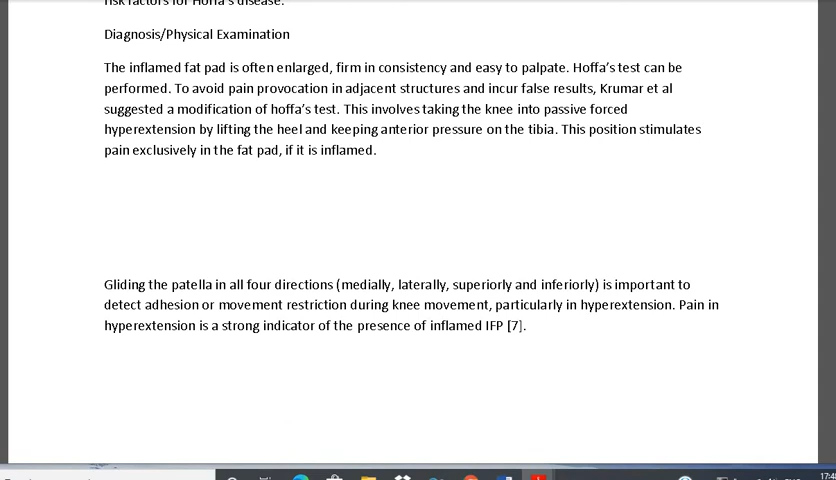 risk factors for Hoffa's disease.
Diagnosis/Physical Examination
The inflamed fat pad is often enlarged, firm in consistency and easy to palpate. Hoffa’s test can be
performed. To avoid pain provocation in adjacent structures and incur false results, Krumar et al
suggested a modification of hoffa’s test. This involves taking the knee into passive forced
hyperextension by lifting the heel and keeping anterior pressure on the tibia. This position stimulates
pain exclusively in the fat pad, if it is inflamed.
Gliding the patella in all four directions (medially, laterally, superiorly and inferiorly) is important to
detect adhesion or movement restriction during knee movement, particularly in hyperextension. Pain in
hyperextension is a strong indicator of the presence of inflamed IFP [7].